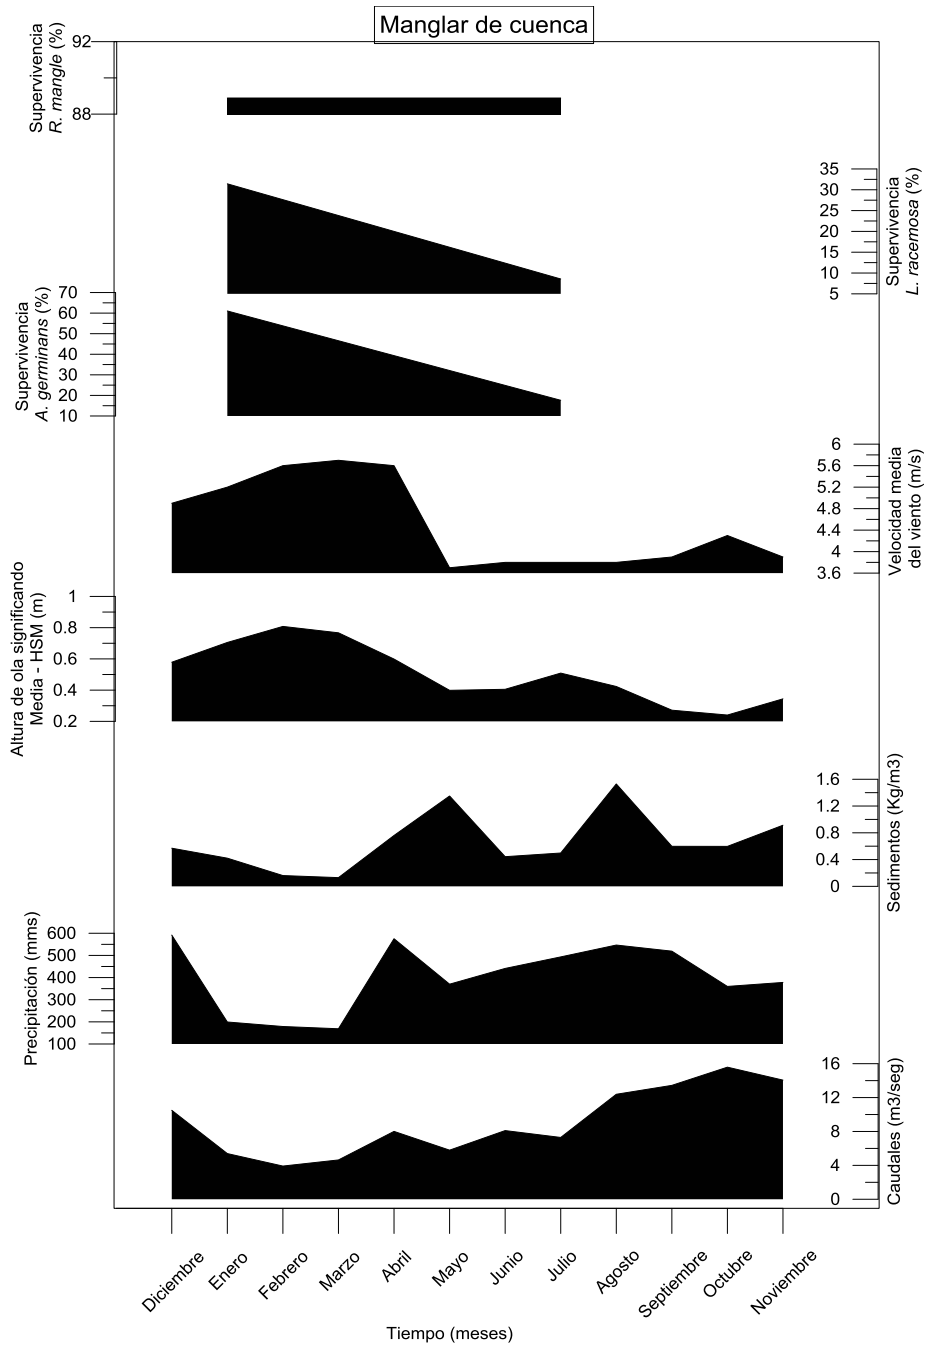 Manglar de cuenca
Supervivencia
R. mangle (%)
92
88
Supervivencia
L. racemosa (%)
35
30
25
20
15
10
5
Supervivencia
A. germinans (%)
70
60
50
40
30
20
10
Velocidad media
del viento (m/s)
6
5.6
5.2
4.8
4.4
4
3.6
Altura de ola significando
Media - HSM (m)
1
0.8
0.6
0.4
0.2
Sedimentos (Kg/m3)
1.6
1.2
0.8
0.4
0
Precipitación (mms)
600
500
400
300
200
100
Caudales (m3/seg)
16
12
8
4
0
Diciembre
Enero
Febrero
Marzo
Abril
Mayo
Junio
Julio
Agosto
Septiembre
Octubre
Noviembre
Tiempo (meses)